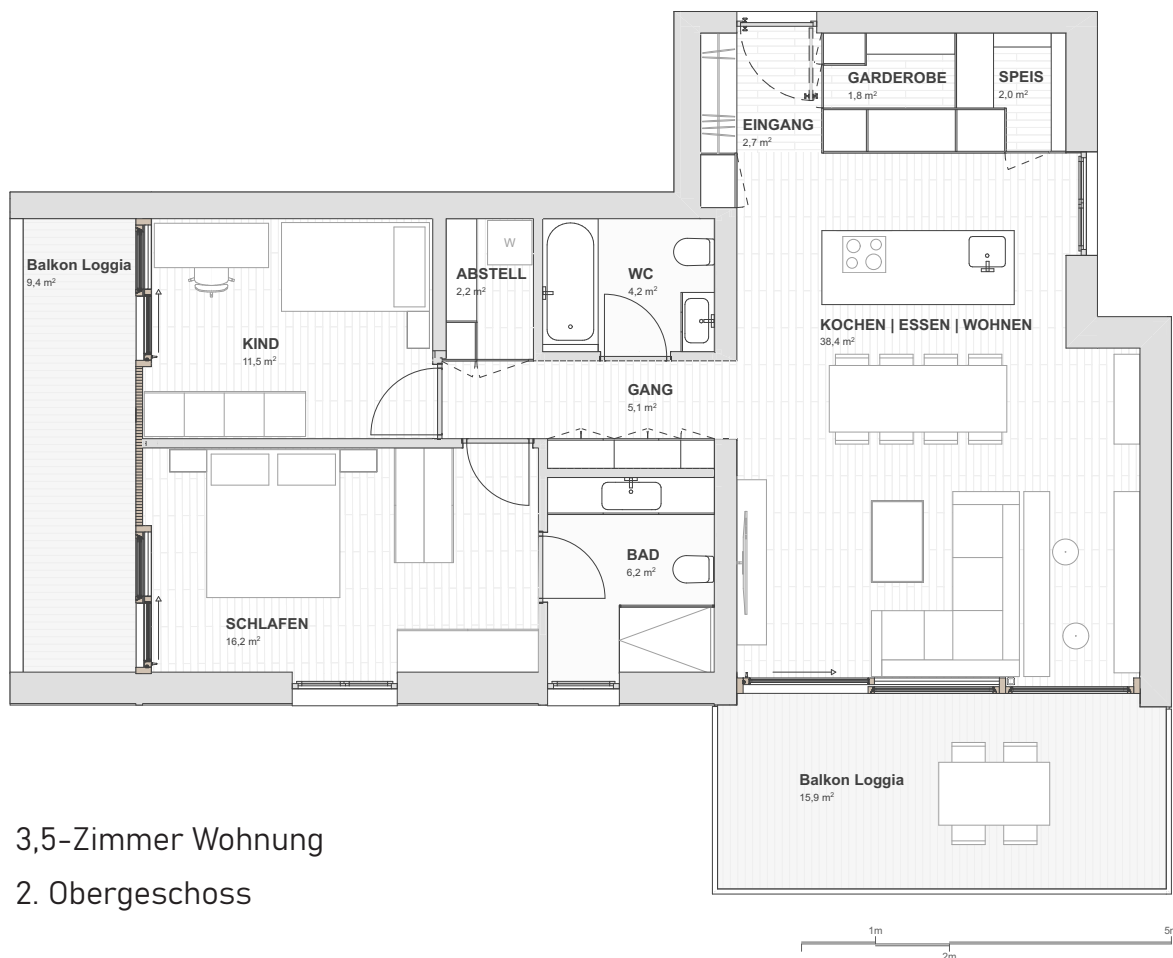 GARDEROBE
1,8 m²
SPEIS
2,0 m²
EINGANG
2,7 m²
Balkon Loggia
9,4 m²
ABSTELL
2,2 m²
W
WC
4,2 m²
KIND
11,5 m²
KOCHEN | ESSEN | WOHNEN
38,4 m²
GANG
5,1 m²
BAD
6,2 m²
SCHLAFEN
16,2 m²
Balkon Loggia
15,9 m²
3,5-Zimmer Wohnung
2. Obergeschoss
1m
5m
2m